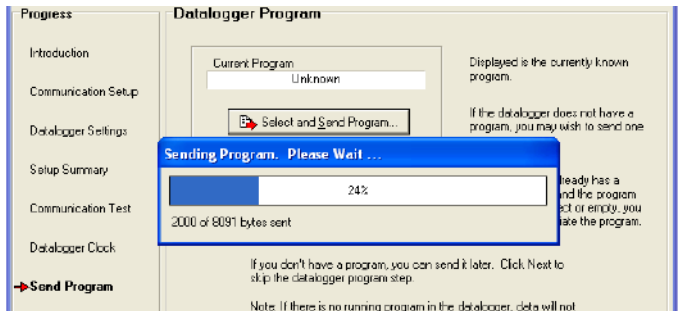 Progress
Introduction
Communication Setup
Datalogger Settings
Setup Summary
Communication Test
Datalogger Clock
Send Program
Datalogger Program
Current Program
Unknown
Select and Send Program...
Displayed is the currently known
program.
If the datalogger does not have a
program, you may wish to send one
Sending Program. Please Wait ...
24%
2000 of 8091 bytes sent
already has a
and the program
ect or empty, you
iate the program.
If you don't have a program, you can send it later. Click Next to
skip the datalogger program step.
Note: If there is no running program in the datalogger, data will not